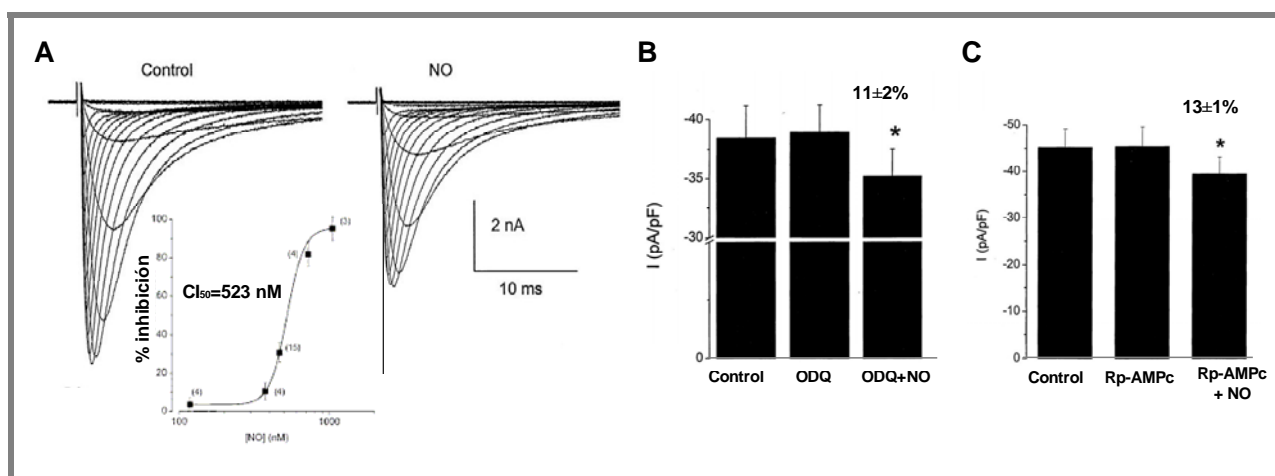 A
Control
NO
2 nA
10 ms
% inhibición
100
80
60
40
20
0
CI50=523 nM
(4)
(4)
(15)
(4)
(3)
100
1000
[NO] (nM)
B
11±2%
*
I (pA/pF)
-40
-35
-30
0
Control
ODQ
ODQ+NO
C
13±1%
*
I (pA/pF)
-50
-40
-30
-20
-10
0
Control
Rp-AMPc
Rp-AMPc
+ NO